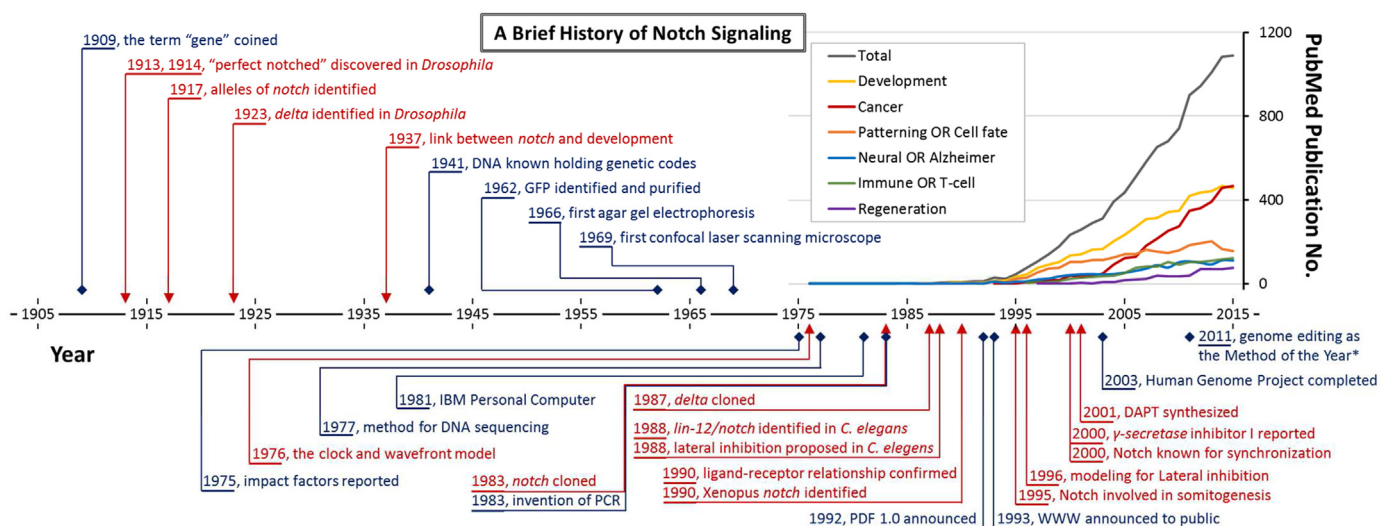 A Brief History of Notch Signaling
1909, the term “gene” coined
1913, 1914, “perfect notched” discovered in Drosophila
1917, alleles of notch identified
1923, delta identified in Drosophila
1937, link between notch and development
1941, DNA known holding genetic codes
1962, GFP identified and purified
1966, first agar gel electrophoresis
1969, first confocal laser scanning microscope
Total
Development
Cancer
Patterning OR Cell fate
Neural OR Alzheimer
Immune OR T-cell
Regeneration
1200
800
400
0
PubMed Publication No.
1905 1915 1925 1935 1945 1955 1965 1975 1985 1995 2005 2015
Year
2011, genome editing as
the Method of the Year*
2003, Human Genome Project completed
1981, IBM Personal Computer
1977, method for DNA sequencing
1976, the clock and wavefront model
1975, impact factors reported
1983, notch cloned
1983, invention of PCR
1987, delta cloned
1988, lin-12/notch identified in C. elegans
1988, lateral inhibition proposed in C. elegens
1990, ligand-receptor relationship confirmed
1990, Xenopus notch identified
1992, PDF 1.0 announced
1993, WWW announced to public
2001, DAPT synthesized
2000, γ-secretase inhibitor I reported
2000, Notch known for synchronization
1996, modeling for Lateral inhibition
1995, Notch involved in somitogenesis